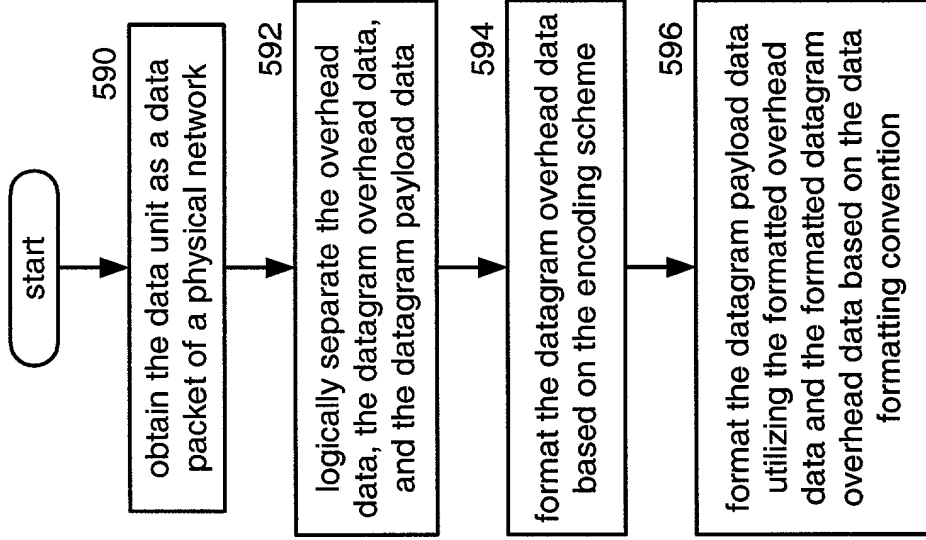 start
590
obtain the data unit as a data
packet of a physical network
592
logically separate the overhead
data, the datagram overhead data,
and the datagram payload data
594
format the datagram overhead data
based on the encoding scheme
596
format the datagram payload data
utilizing the formatted overhead
data and the formatted datagram
overhead data based on the data
formatting convention